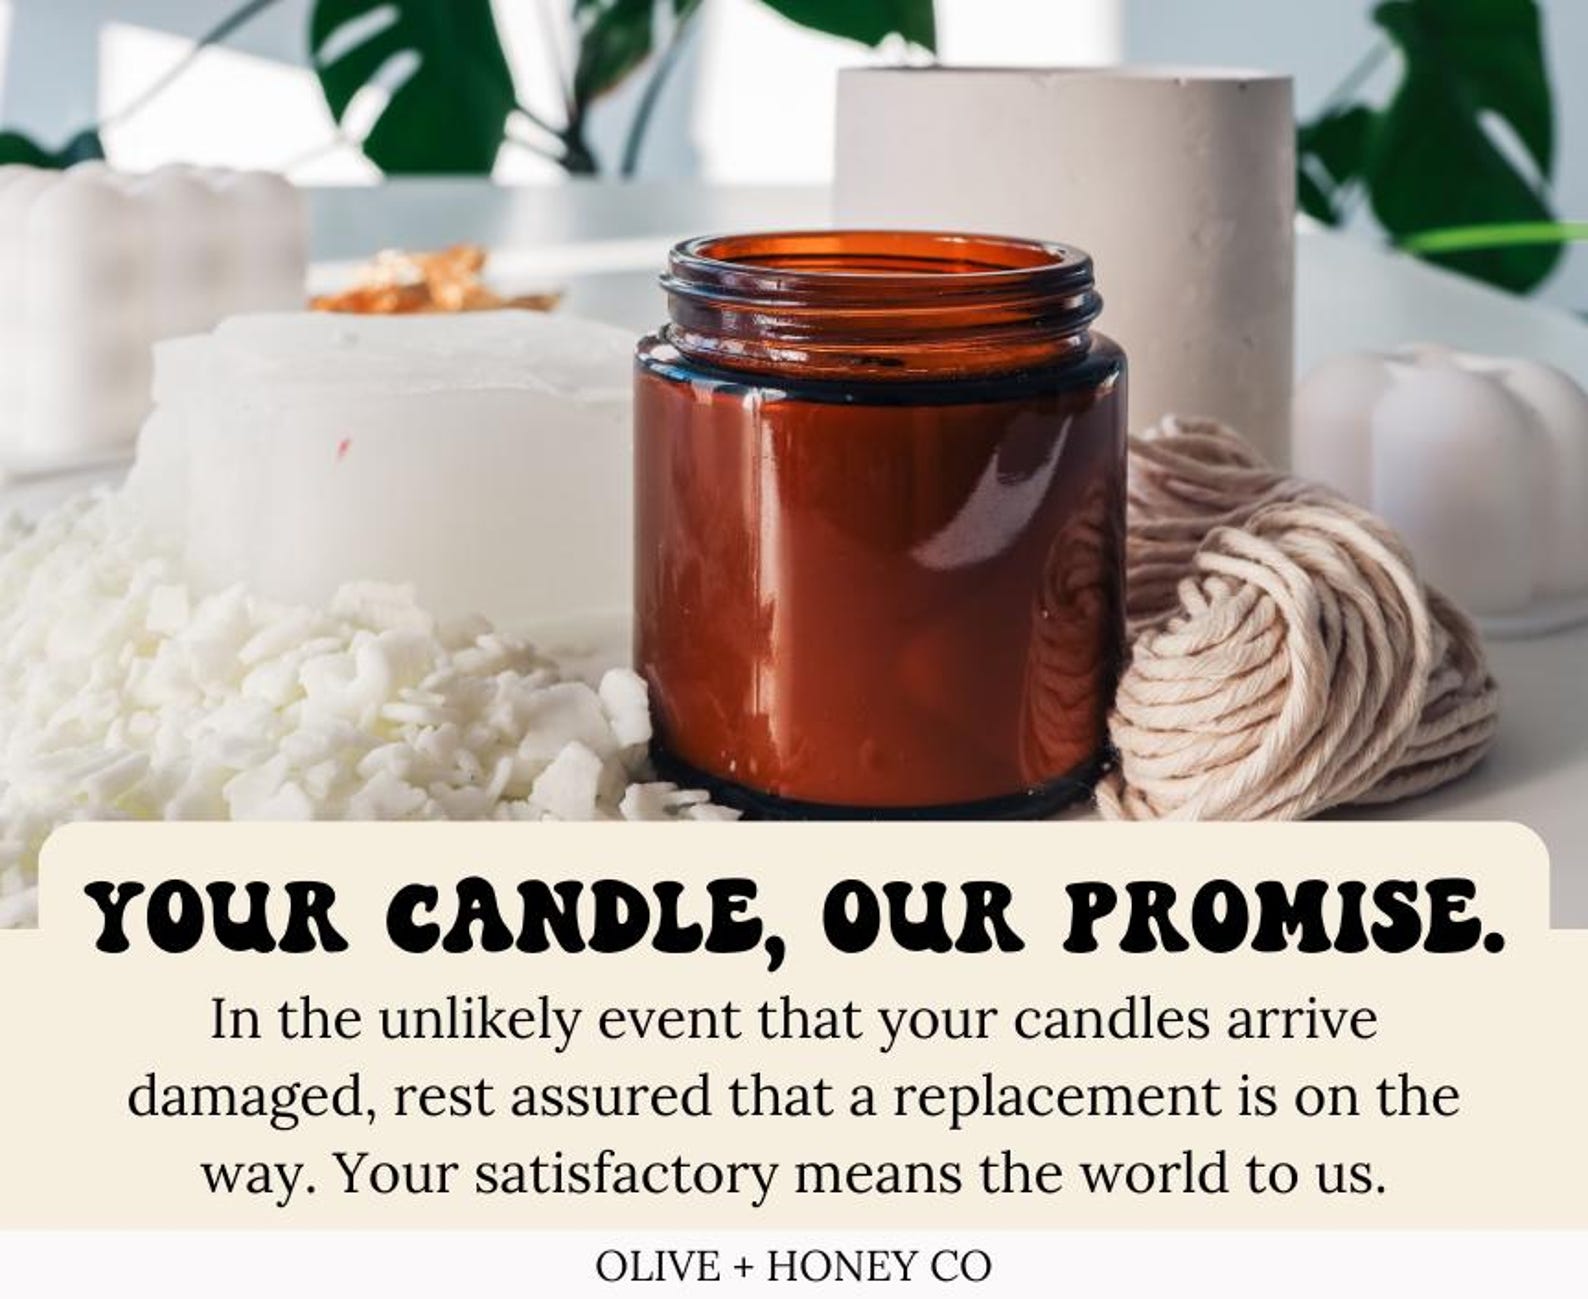 YOUR CANDLE, OUR PROMISE.
In the unlikely event that your candles arrive
damaged, rest assured that a replacement is on the
way. Your satisfactory means the world to us.
OLIVE + HONEY CO